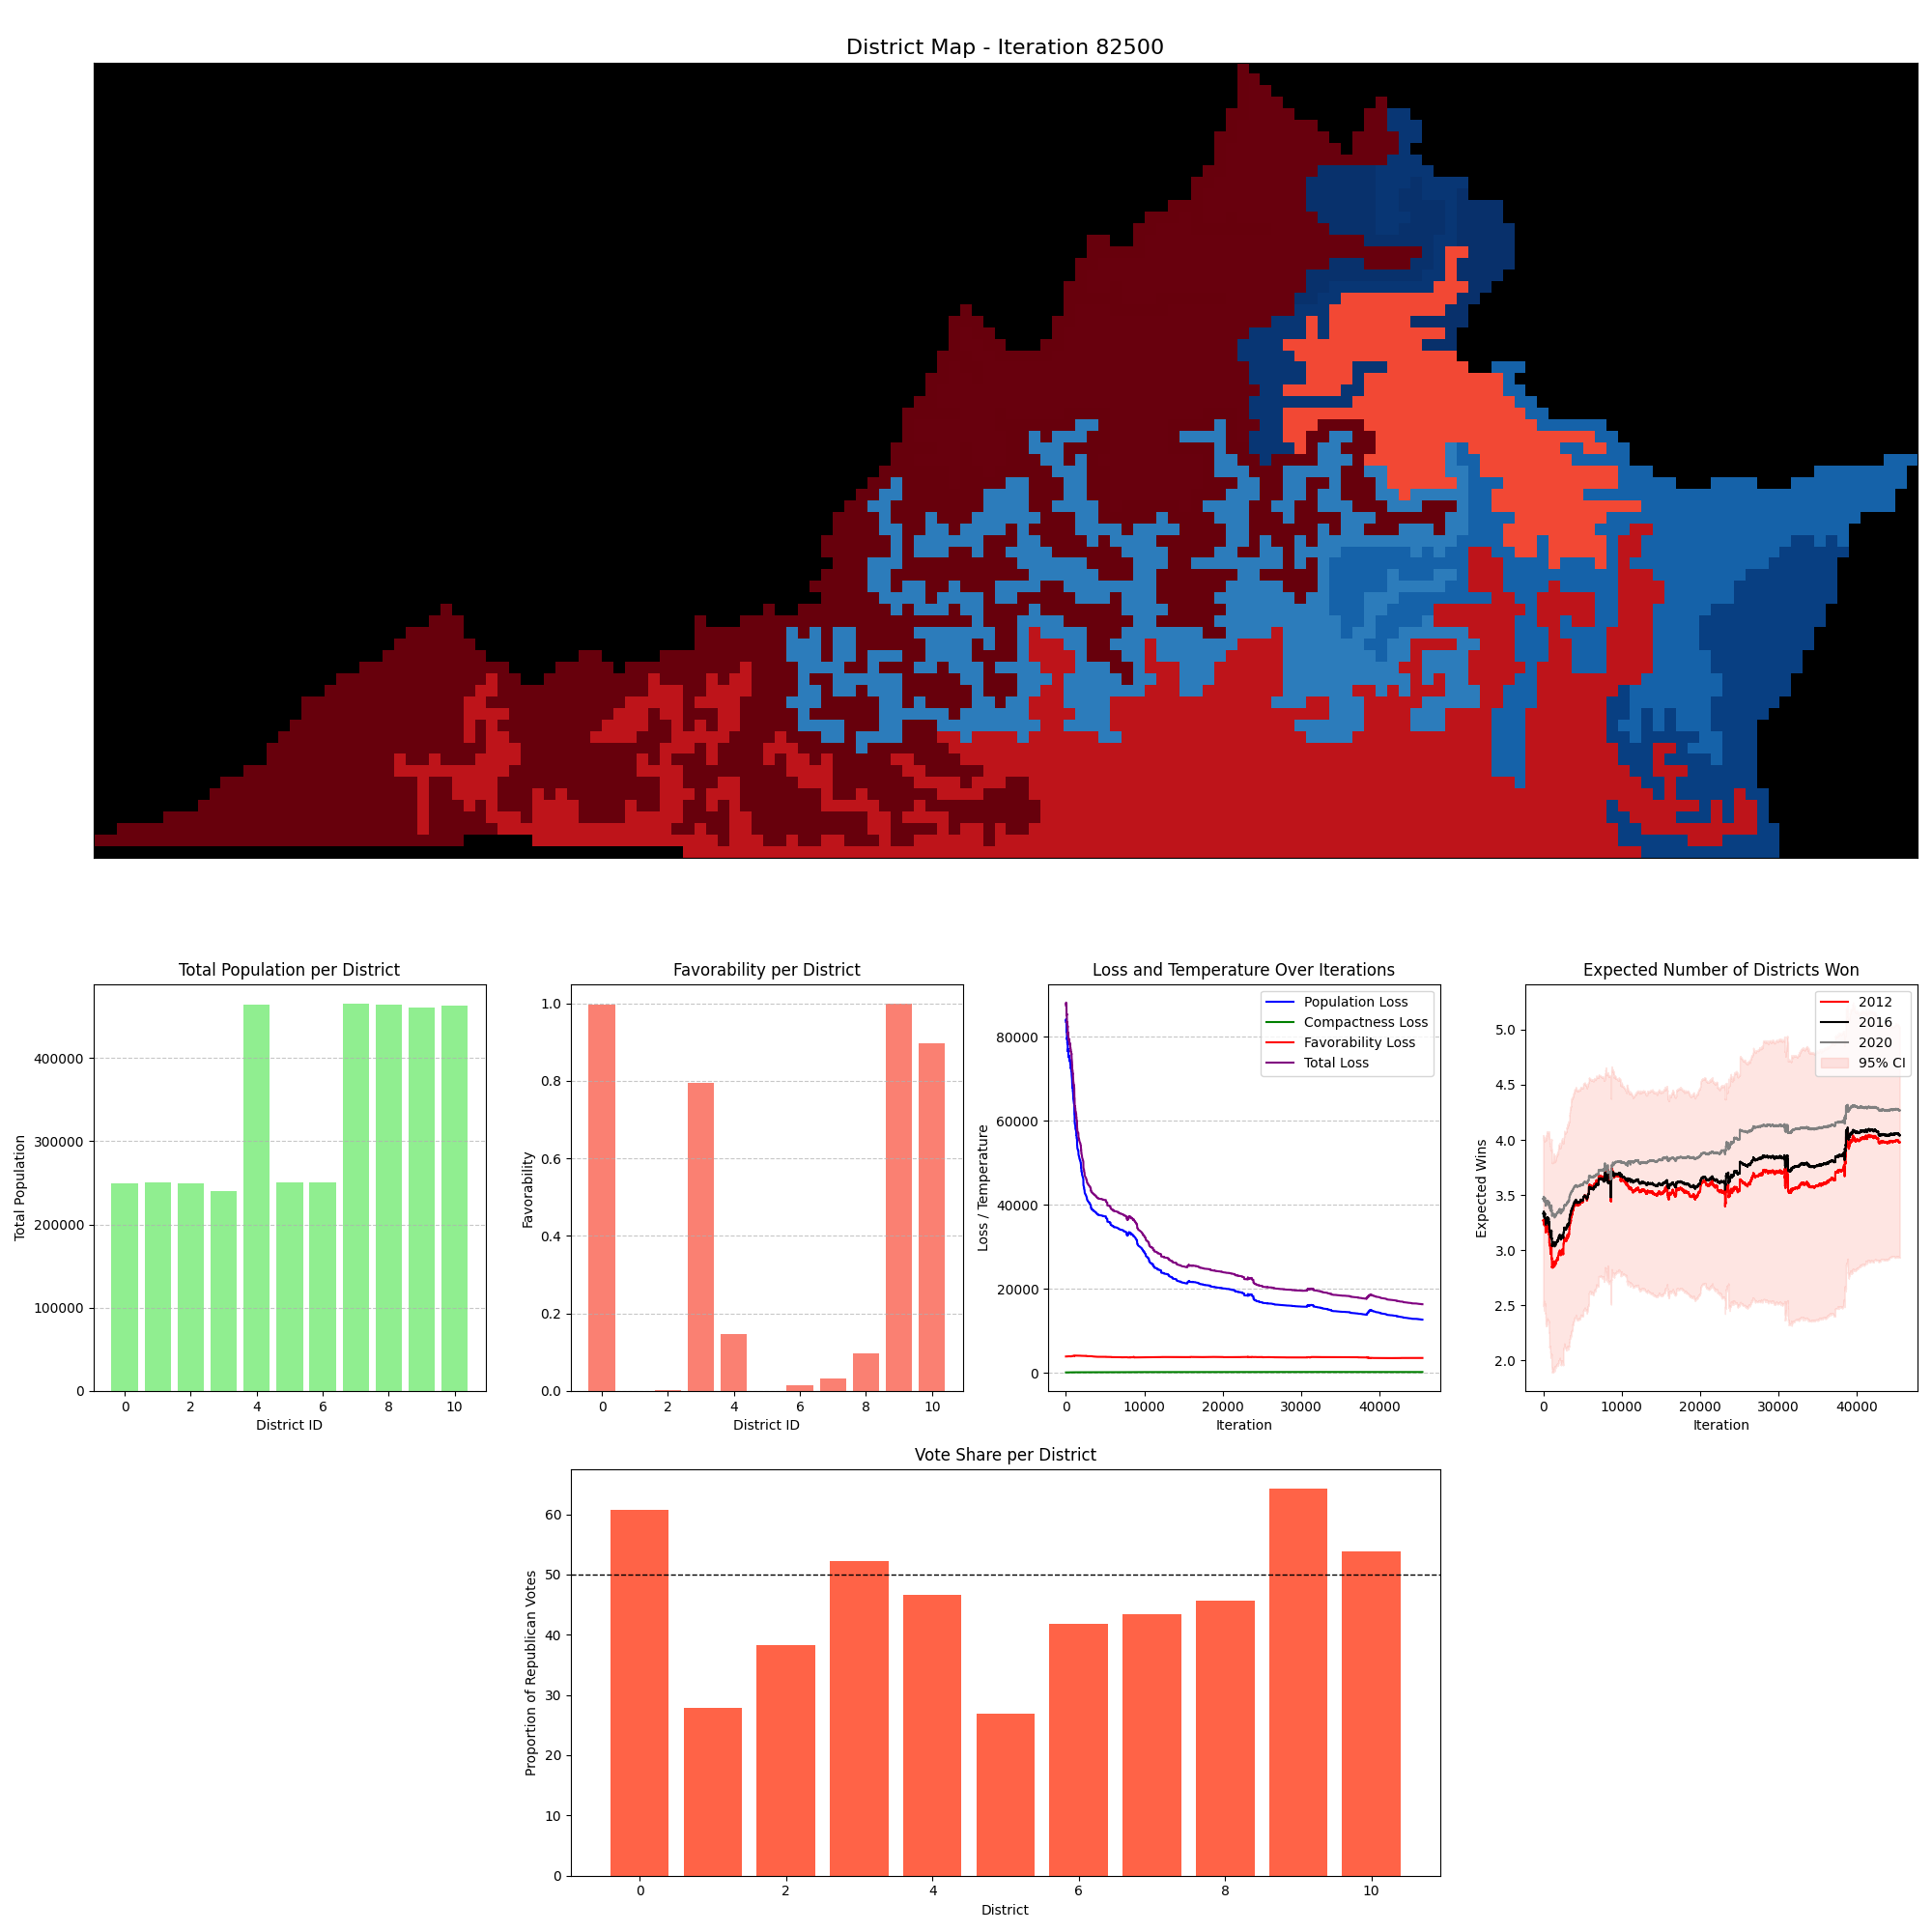 District Map - Iteration 82500
Total Population per District
Total Population
400000
300000
200000
100000
0
0 2 4 6 8 10
District ID
Favorability per District
Favorability
1.0
0.8
0.6
0.4
0.2
0.0
0 2 4 6 8 10
District ID
Loss and Temperature Over Iterations
Loss / Temperature
80000
60000
40000
20000
0
Population Loss
Compactness Loss
Favorability Loss
Total Loss
0 10000 20000 30000 40000
Iteration
Expected Number of Districts Won
Expected Wins
5.0
4.5
4.0
3.5
3.0
2.5
2.0
2012
2016
2020
95% CI
0 10000 20000 30000 40000
Iteration
Vote Share per District
Proportion of Republican Votes
60
50
40
30
20
10
0
0 2 4 6 8 10
District